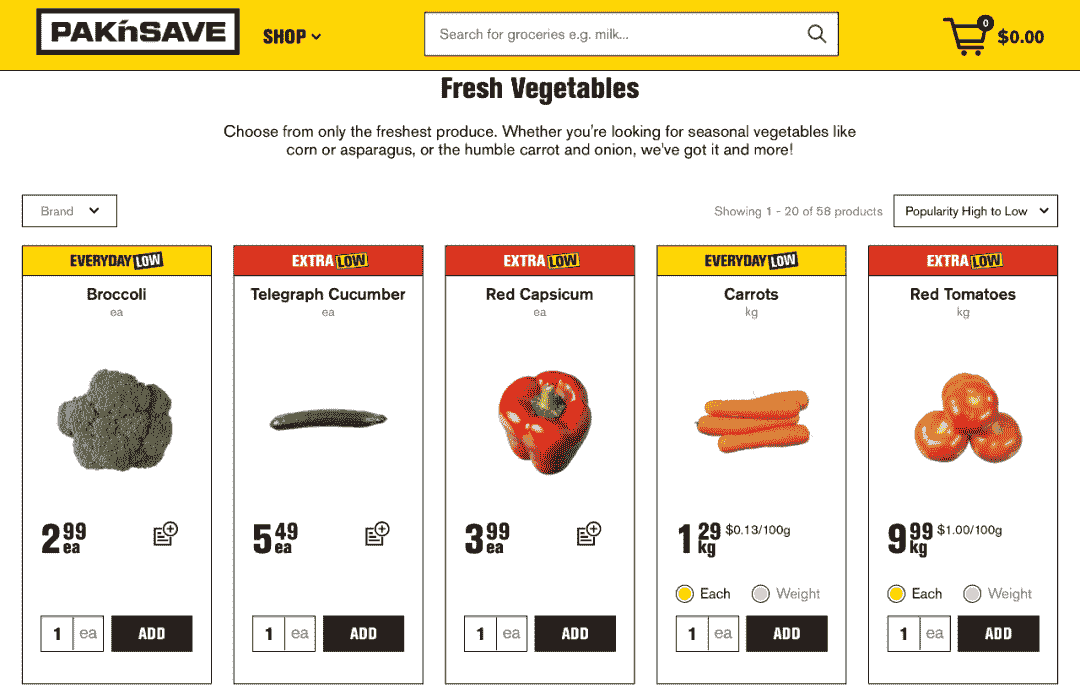 PAK'nSAVE
SHOP
Search for groceries e.g. milk...
0
$0.00
Fresh Vegetables
Choose from only the freshest produce. Whether you're looking for seasonal vegetables like
corn or asparagus, or the humble carrot and onion, we've got it and more!
Brand
Showing 1 - 20 of 58 products
Popularity High to Low
EVERYDAY LOW
Broccoli
ea
2 99 ea
1 ea ADD
EXTRA LOW
Telegraph Cucumber
ea
5 49 ea
1 ea ADD
EXTRA LOW
Red Capsicum
ea
3 99 ea
1 ea ADD
EVERYDAY LOW
Carrots
kg
1 29 kg $0.13/100g
Each Weight
1 ea ADD
EXTRA LOW
Red Tomatoes
kg
9 99 kg $1.00/100g
Each Weight
1 ea ADD